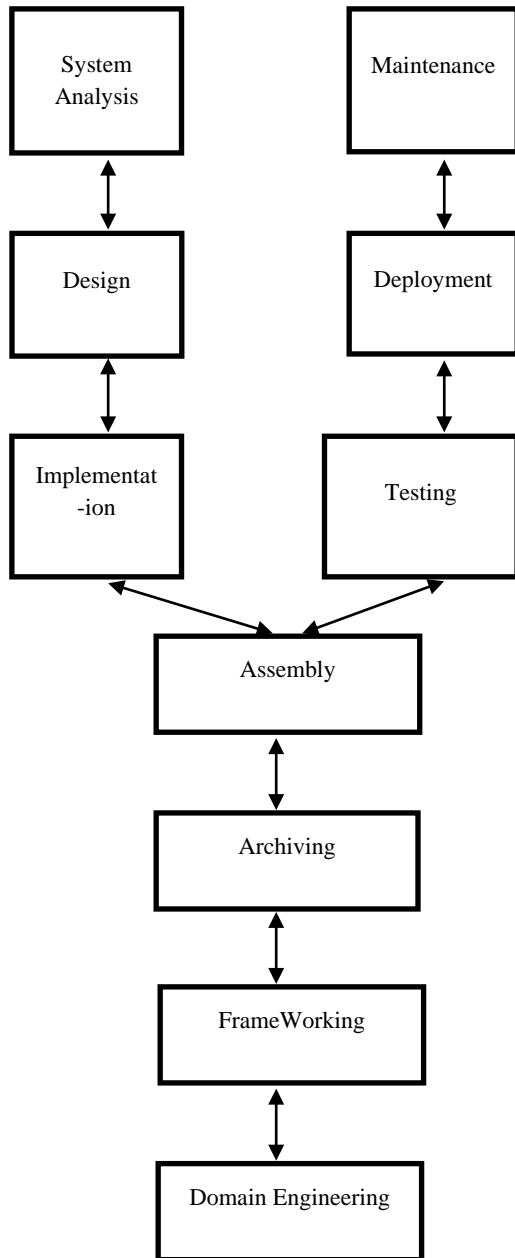 System
Analysis
Maintenance
Design
Deployment
Implementat
-ion
Testing
Assembly
Archiving
FrameWorking
Domain Engineering